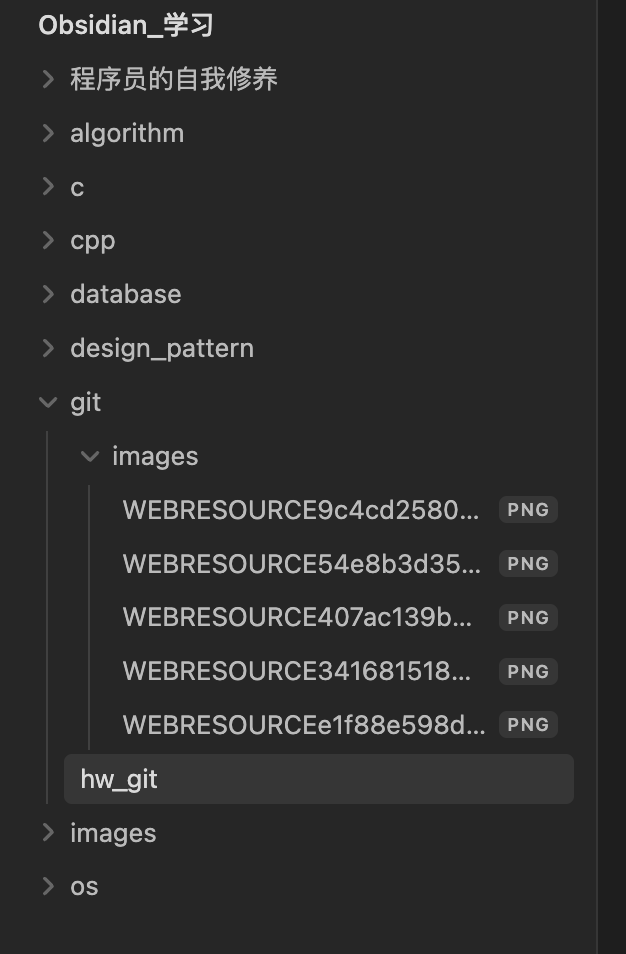 Obsidian_学习
程序员的自我修养
algorithm
c
cpp
database
design_pattern
git
images
WEBRESOURCE9c4cd2580... PNG
WEBRESOURCE54e8b3d35... PNG
WEBRESOURCE407ac139b... PNG
WEBRESOURCE341681518... PNG
WEBRESOURCEe1f88e598d... PNG
hw_git
images
os